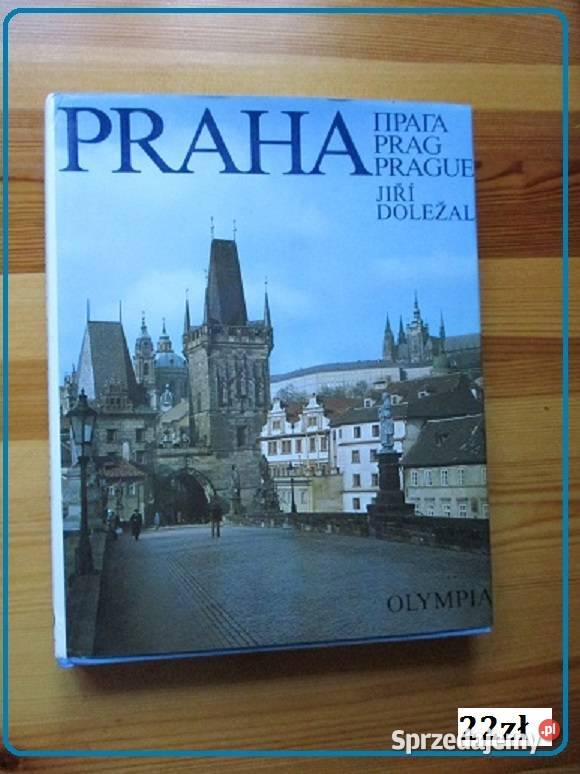 PRAHA
ПРАГА
PRAG
PRAGUE
JIŘÍ
DOLEŽAL
OLYMPIA
22zł
Sprzedajemy.pl